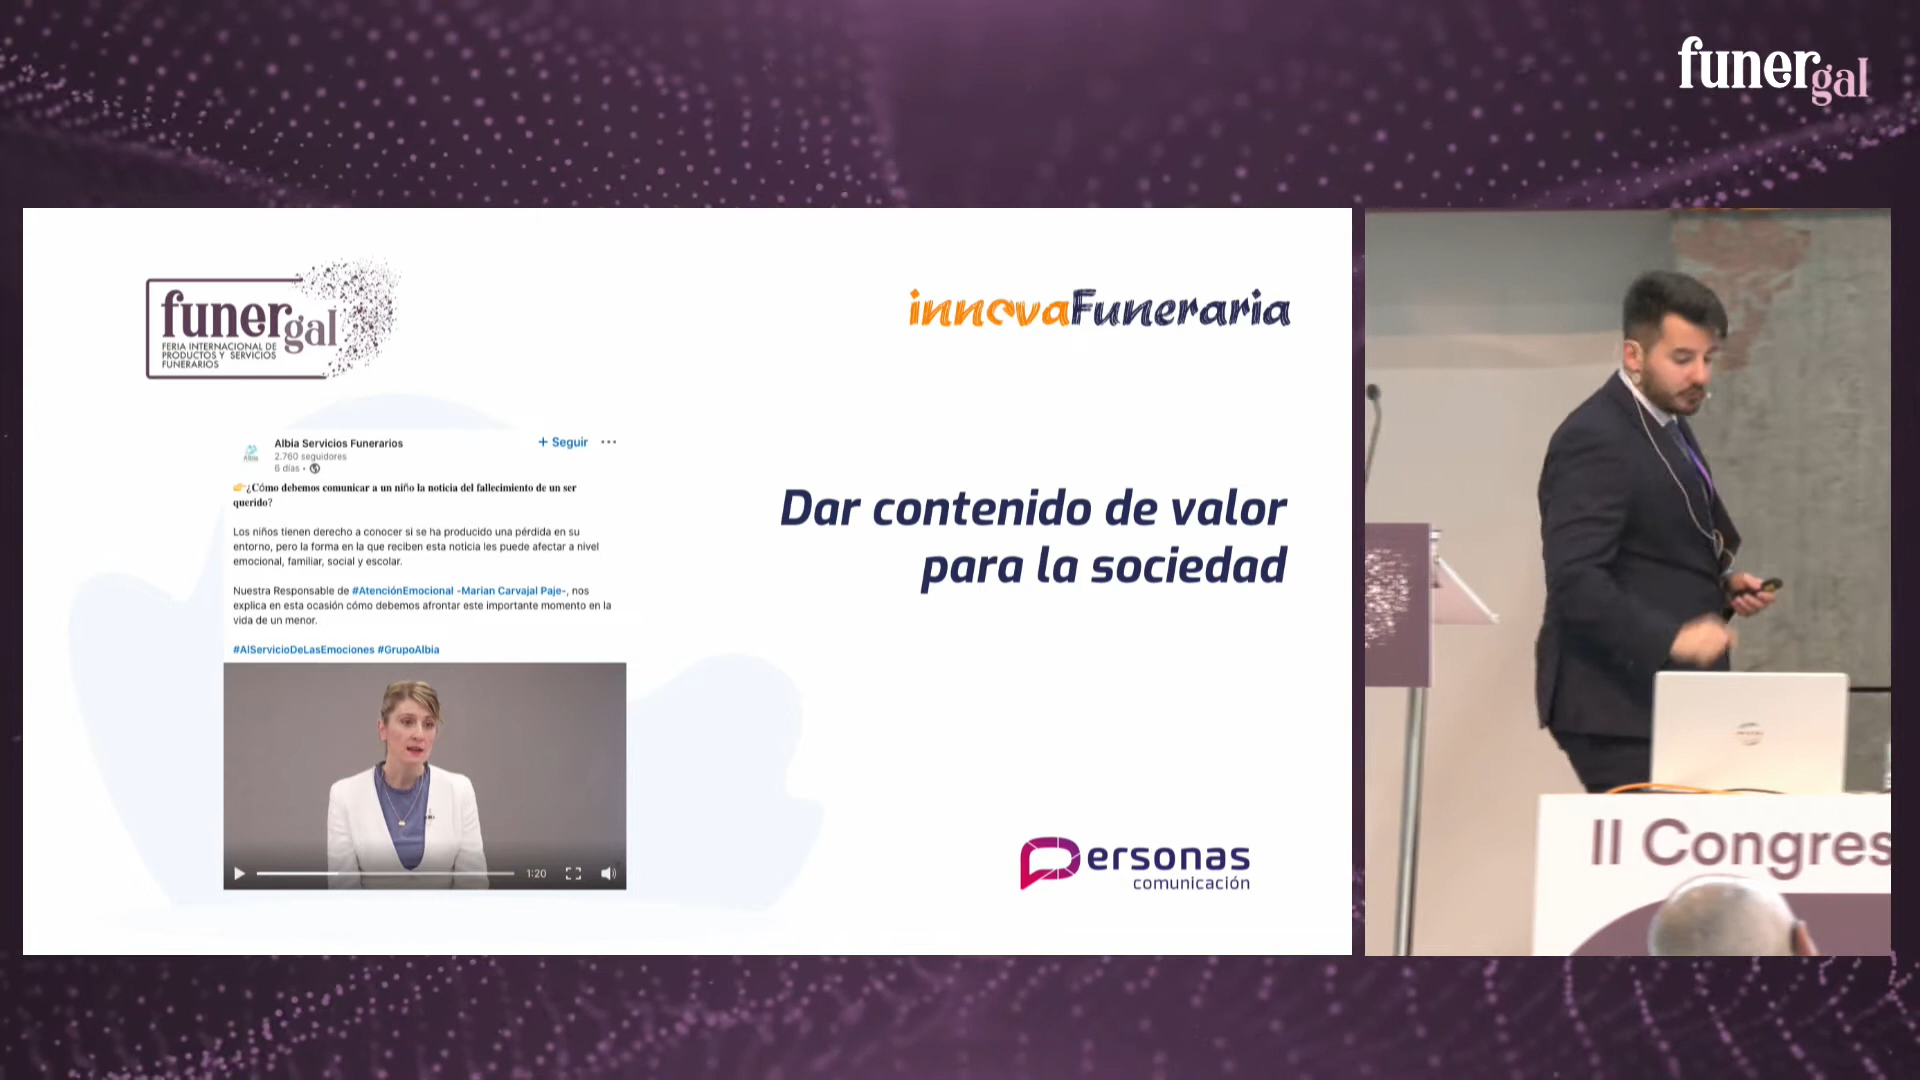 funergal
funergal
FERIA INTERNACIONAL DE
PRODUCTOS Y SERVICIOS
FUNERARIOS
innovaFuneraria
Albia Servicios Funerarios
2.760 seguidores
6 días •
+ Seguir ···
👉¿Cómo debemos comunicar a un niño la noticia del fallecimiento de un ser
querido?
Los niños tienen derecho a conocer si se ha producido una pérdida en su
entorno, pero la forma en la que reciben esta noticia les puede afectar a nivel
emocional, familiar, social y escolar.
Nuestra Responsable de #AtenciónEmocional -Marian Carvajal Paje-, nos
explica en esta ocasión cómo debemos afrontar este importante momento en la
vida de un menor.
#AlServicioDeLasEmociones #GrupoAlbia
1:20
Dar contenido de valor
para la sociedad
Personas
comunicación
II Congres